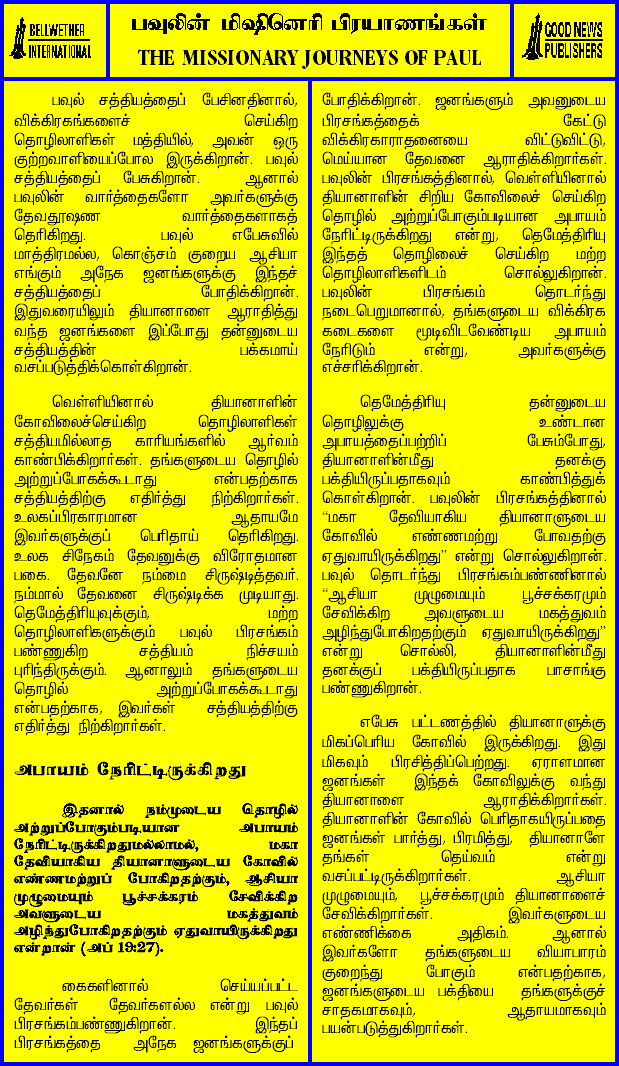 BELLWETHER
INTERNATIONAL
பவுலின் மிஷினெரி பிரயாணங்கள்
THE MISSIONARY JOURNEYS OF PAUL
GOOD NEWS
PUBLISHERS
பவுல் சத்தியத்தைப் பேசினதினால்,
விக்கிரகங்களைச் செய்கிற
தொழிலாளிகள் மத்தியில், அவன் ஒரு
குற்றவாளியைப்போல இருக்கிறான். பவுல்
சத்தியத்தைப் பேசுகிறான். ஆனால்
பவுலின் வார்த்தைகளோ அவர்களுக்கு
தேவதூஷண வார்த்தைகளாகத்
தெரிகிறது. பவுல் எபேசுவில்
மாத்திரமல்ல, கொஞ்சம் குறைய ஆசியா
எங்கும் அநேக ஜனங்களுக்கு இந்தச்
சத்தியத்தைப் போதிக்கிறான்.
இதுவரையிலும் தியானாளை ஆராதித்து
வந்த ஜனங்களை இப்போது தன்னுடைய
சத்தியத்தின் பக்கமாய்
வசப்படுத்திக்கொள்கிறான்.
வெள்ளியினால் தியானாளின்
கோவிலைச்செய்கிற தொழிலாளிகள்
சத்தியமில்லாத காரியங்களில் ஆர்வம்
காண்பிக்கிறார்கள். தங்களுடைய தொழில்
அற்றுப்போகக்கூடாது என்பதற்காக
சத்தியத்திற்கு எதிர்த்து நிற்கிறார்கள்.
உலகப்பிரகாரமான ஆதாயமே
இவர்களுக்குப் பெரிதாய் தெரிகிறது.
உலக சிநேகம் தேவனுக்கு விரோதமான
பகை. தேவனே நம்மை சிருஷ்டித்தவர்.
நம்மால் தேவனை சிருஷ்டிக்க முடியாது.
தெமேத்திரியுவுக்கும், மற்ற
தொழிலாளிகளுக்கும் பவுல் பிரசங்கம்
பண்ணுகிற சத்தியம் நிச்சயம்
புரிந்திருக்கும். ஆனாலும் தங்களுடைய
தொழில் அற்றுப்போகக்கூடாது
என்பதற்காக, இவர்கள் சத்தியத்திற்கு
எதிர்த்து நிற்கிறார்கள்.
அபாயம் நேரிட்டிருக்கிறது
இதனால் நம்முடைய தொழில்
அற்றுப்போகும்படியான அபாயம்
நேரிட்டிருக்கிறதுமல்லாமல், மகா
தேவியாகிய தியானாளுடைய கோவில்
எண்ணமற்றுப் போகிறதற்கும், ஆசியா
முழுமையும் பூச்சக்கரம் சேவிக்கிற
அவளுடைய மகத்துவம்
அழிந்துபோகிறதற்கும் ஏதுவாயிருக்கிறது
என்றான் (அப் 19:27).
கைகளினால் செய்யப்பட்ட
தேவர்கள் தேவர்களல்ல என்று பவுல்
பிரசங்கம்பண்ணுகிறான். இந்தப்
பிரசங்கத்தை அநேக ஜனங்களுக்குப்
போதிக்கிறான். ஜனங்களும் அவனுடைய
பிரசங்கத்தைக் கேட்டு
விக்கிரகாராதனையை விட்டுவிட்டு,
மெய்யான தேவனை ஆராதிக்கிறார்கள்.
பவுலின் பிரசங்கத்தினால், வெள்ளியினால்
தியானாளின் சிறிய கோவிலைச் செய்கிற
தொழில் அற்றுப்போகும்படியான அபாயம்
நேரிட்டிருக்கிறது என்று, தெமேத்திரியு
இந்தத் தொழிலைச் செய்கிற மற்ற
தொழிலாளிகளிடம் சொல்லுகிறான்.
பவுலின் பிரசங்கம் தொடர்ந்து
நடைபெறுமானால், தங்களுடைய விக்கிரக
கடைகளை மூடிவிடவேண்டிய அபாயம்
நேரிடும் என்று, அவர்களுக்கு
எச்சரிக்கிறான்.
தெமேத்திரியு தன்னுடைய
தொழிலுக்கு உண்டான
அபாயத்தைப்பற்றிப் பேசும்போது,
தியானாளின்மீது தனக்கு
பக்தியிருப்பதாகவும் காண்பித்துக்
கொள்கிறான். பவுலின் பிரசங்கத்தினால்
“மகா தேவியாகிய தியானாளுடைய
கோவில் எண்ணமற்று போவதற்கு
ஏதுவாயிருக்கிறது” என்று சொல்லுகிறான்.
பவுல் தொடர்ந்து பிரசங்கம்பண்ணினால்
“ஆசியா முழுமையும் பூச்சக்கரமும்
சேவிக்கிற அவளுடைய மகத்துவம்
அழிந்துபோகிறதற்கும் ஏதுவாயிருக்கிறது”
என்று சொல்லி, தியானாளின்மீது
தனக்குப் பக்தியிருப்பதாக பாசாங்கு
பண்ணுகிறான்.
எபேசு பட்டணத்தில் தியானாளுக்கு
மிகப்பெரிய கோவில் இருக்கிறது. இது
மிகவும் பிரசித்திப்பெற்றது. ஏராளமான
ஜனங்கள் இந்தக் கோவிலுக்கு வந்து
தியானாளை ஆராதிக்கிறார்கள்.
தியானாளின் கோவில் பெரிதாகயிருப்பதை
ஜனங்கள் பார்த்து, பிரமித்து, தியானாளே
தங்கள் தெய்வம் என்று
வசப்பட்டிருக்கிறார்கள். ஆசியா
முழுமையும், பூச்சக்கரமும் தியானாளைச்
சேவிக்கிறார்கள். இவர்களுடைய
எண்ணிக்கை அதிகம். ஆனால்
இவர்களோ தங்களுடைய வியாபாரம்
குறைந்து போகும் என்பதற்காக,
ஜனங்களுடைய பக்தியை தங்களுக்குச்
சாதகமாகவும், ஆதாயமாகவும்
பயன்படுத்துகிறார்கள்.